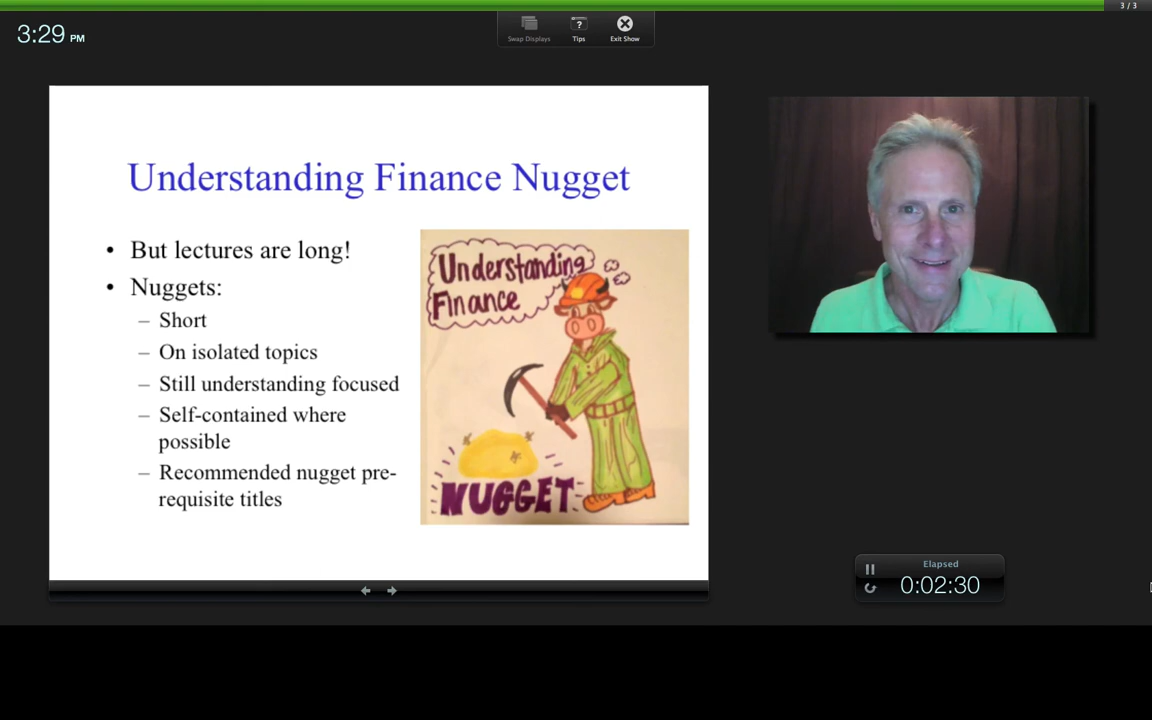 3 / 3
3:29 PM
Swap Displays
?
Tips
Exit Show
Understanding Finance Nugget
• But lectures are long!
• Nuggets:
– Short
– On isolated topics
– Still understanding focused
– Self-contained where
possible
– Recommended nugget pre-
requisite titles
Understanding
Finance
NUGGET
Elapsed
0:02:30